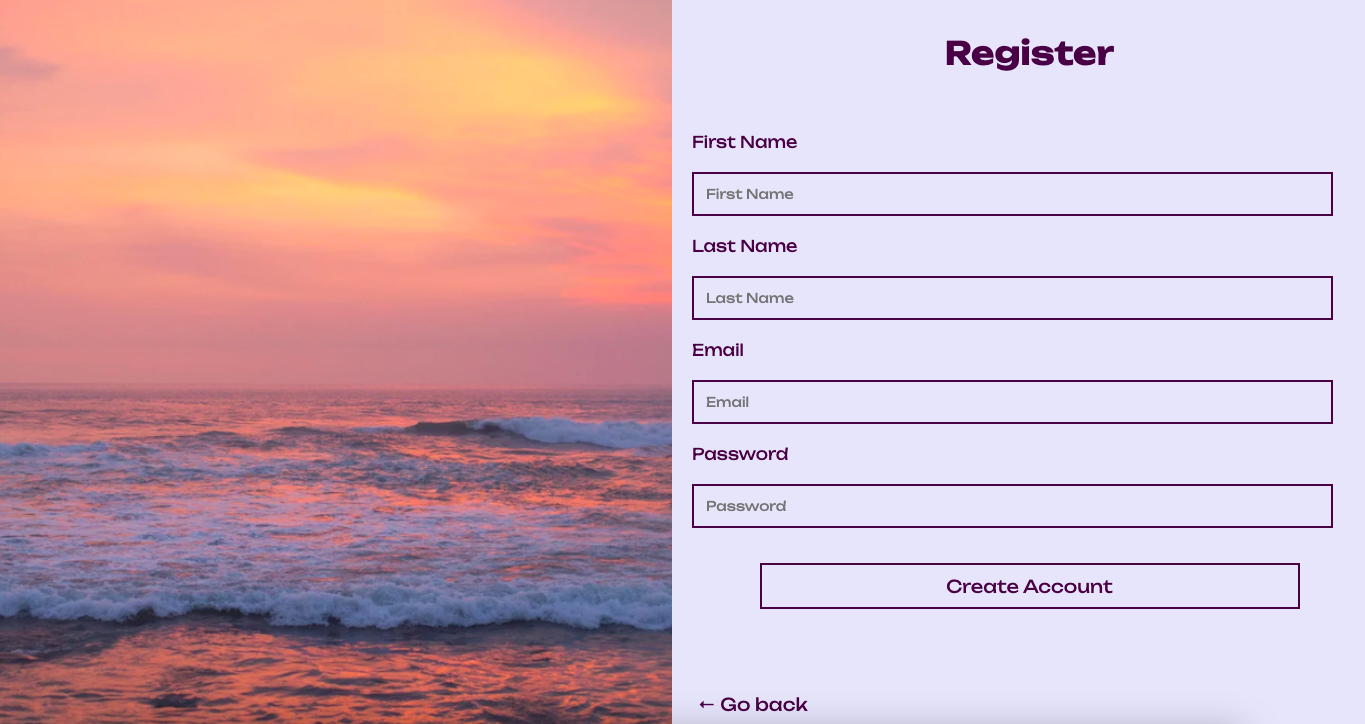 Register
First Name
First Name
Last Name
Last Name
Email
Email
Password
Password
Create Account
← Go back